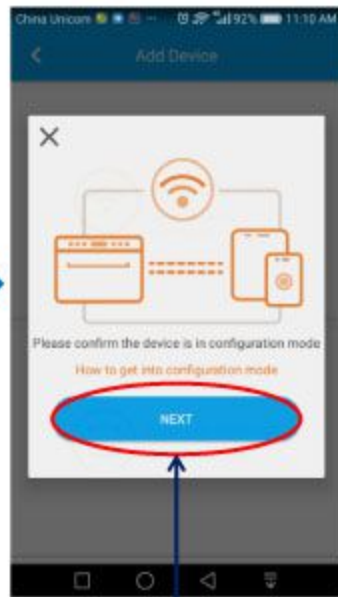 China Unicom 92% 11:10 AM
Add Device
Please confirm the device is in configuration mode
How to get into configuration mode
NEXT